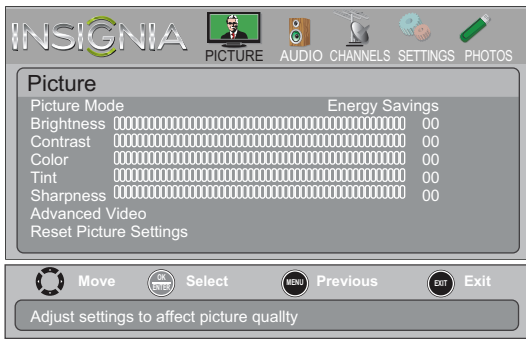 INSIGNIA
PICTURE AUDIO CHANNELS SETTINGS PHOTOS
Picture
Picture Mode Energy Savings
Brightness 00
Contrast 00
Color 00
Tint 00
Sharpness 00
Advanced Video
Reset Picture Settings
Move OK ENTER Select MENU Previous EXIT Exit
Adjust settings to affect picture quallty